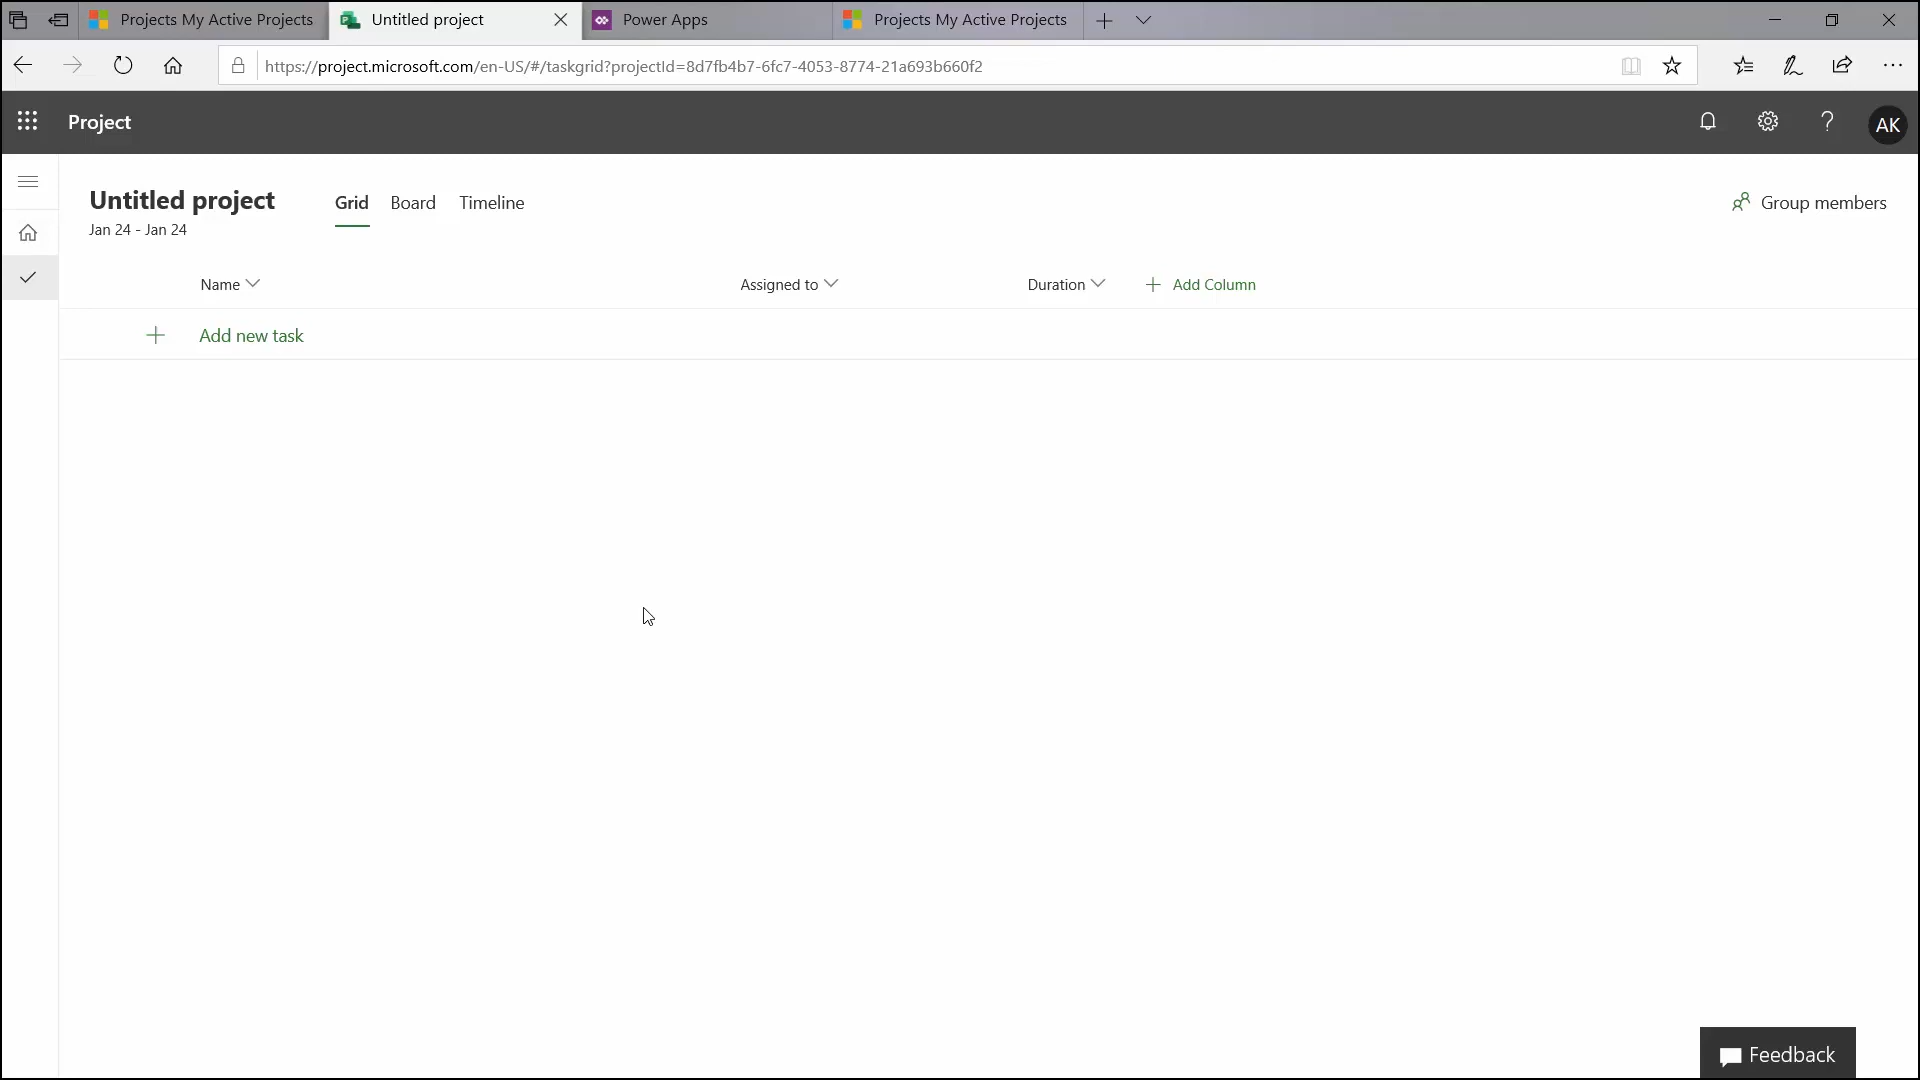 Projects My Active Projects
Untitled project
Power Apps
Projects My Active Projects
https://project.microsoft.com/en-US/#/taskgrid?projectId=8d7fb4b7-6fc7-4053-8774-21a693b660f2
Project
AK
Untitled project
Grid
Board
Timeline
Group members
Jan 24 - Jan 24
Name
Assigned to
Duration
Add Column
Add new task
Feedback